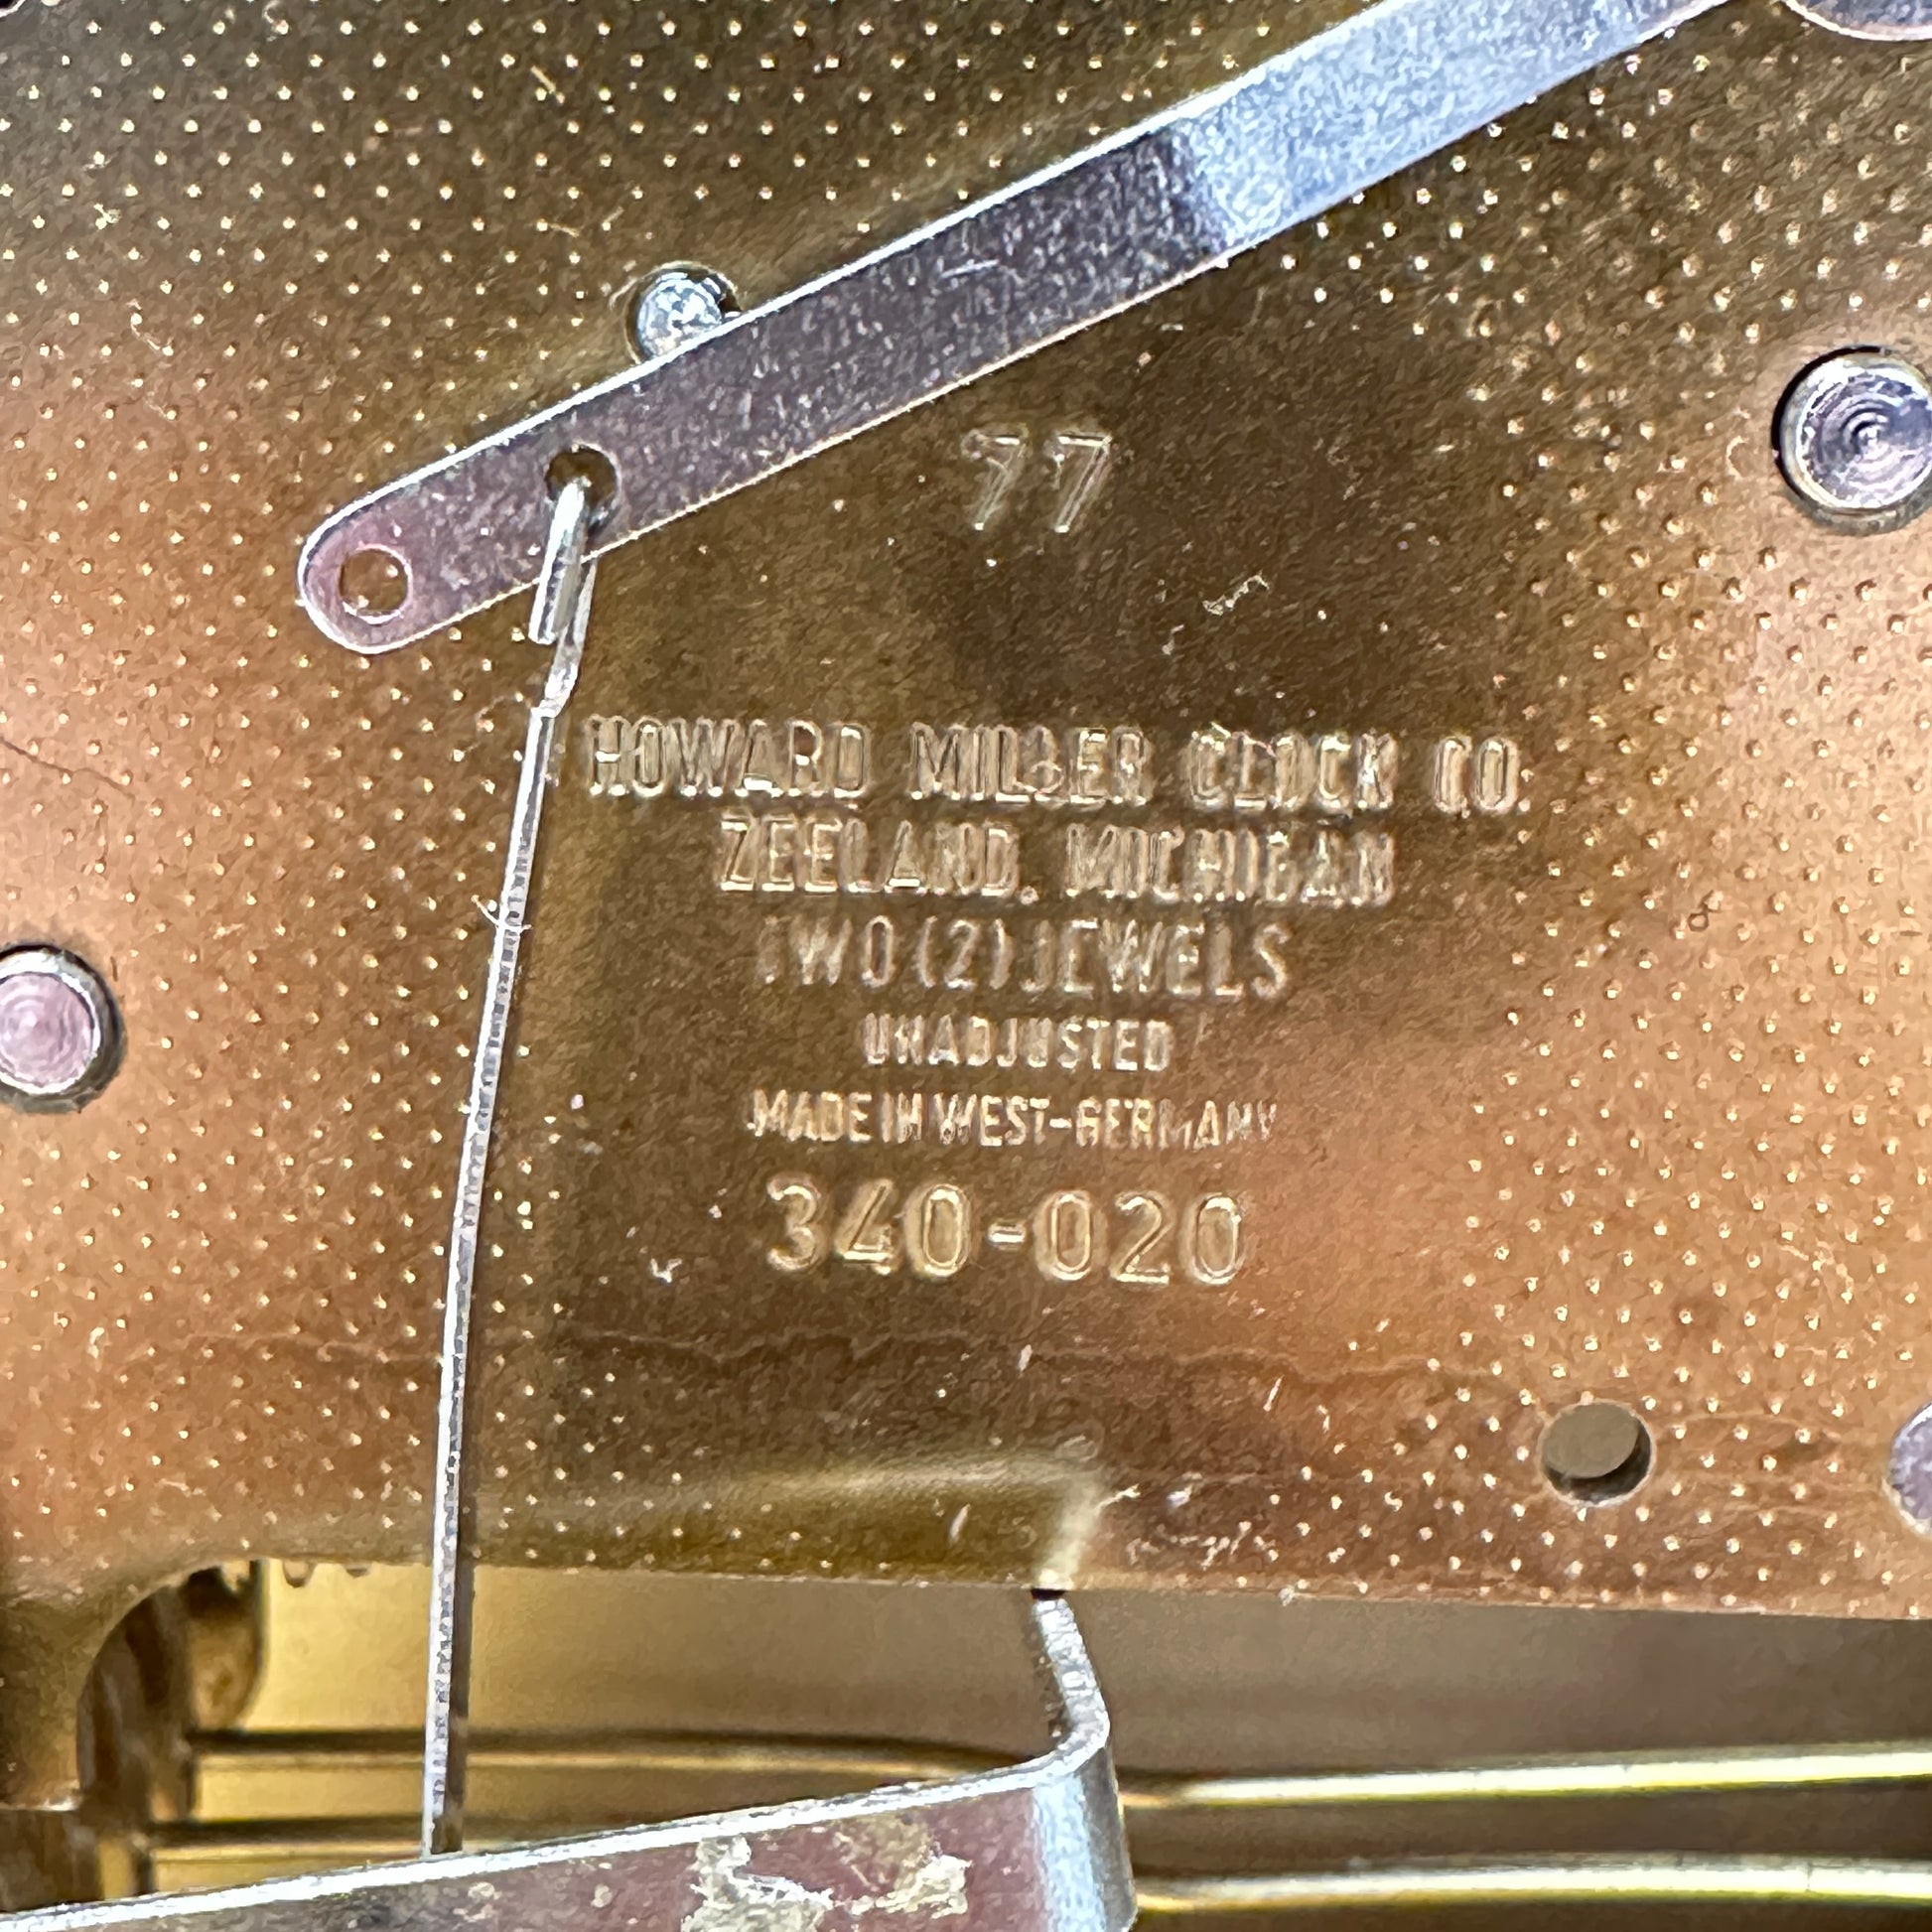 77
HOWARD MILLER CLOCK CO.
ZEELAND, MICHIGAN
TWO (2) JEWELS
UNADJUSTED
MADE IN WEST-GERMANY
340-020